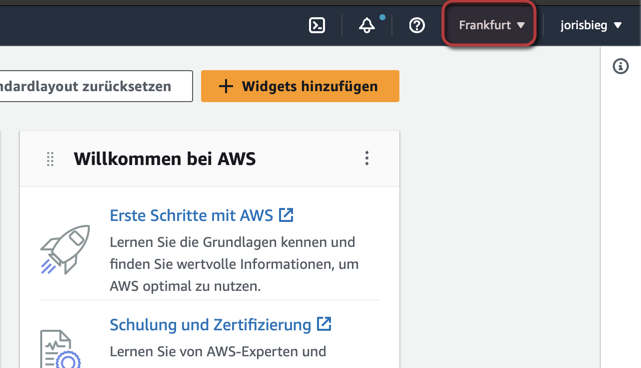 Frankfurt
jorisbieg
ndardlayout zurücksetzen
Widgets hinzufügen
Willkommen bei AWS
Erste Schritte mit AWS
Lernen Sie die Grundlagen kennen und
finden Sie wertvolle Informationen, um
AWS optimal zu nutzen.
Schulung und Zertifizierung
Lernen Sie von AWS-Experten und